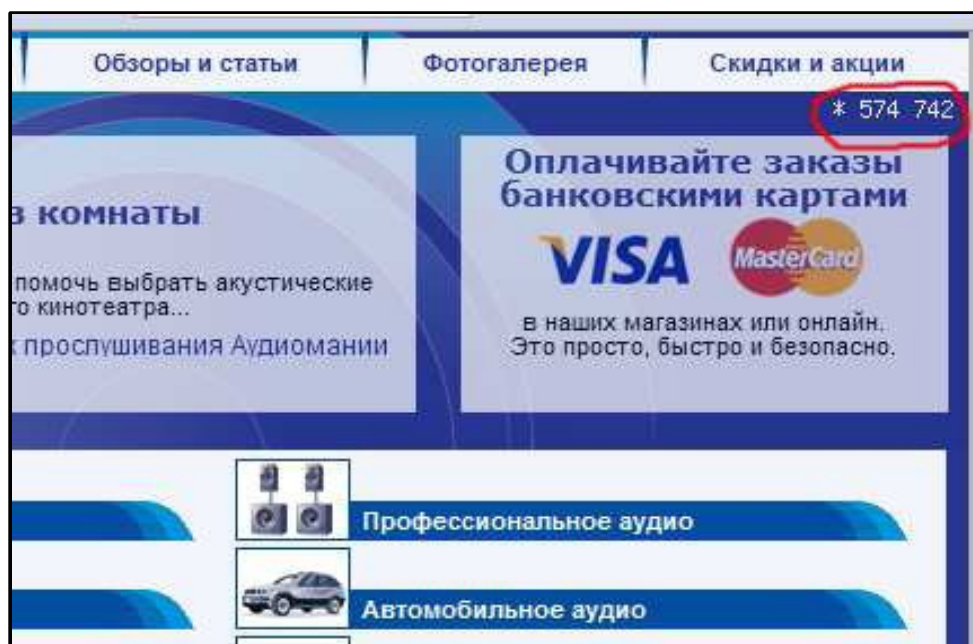 Обзоры и статьи
Фотогалерея
Скидки и акции
* 574 742
Оплачивайте заказы
банковскими картами
VISA
MasterCard
в наших магазинах или онлайн.
Это просто, быстро и безопасно.
в комнаты
помочь выбрать акустические
го кинотеатра...
х прослушивания Аудиомании
Профессиональное аудио
Автомобильное аудио